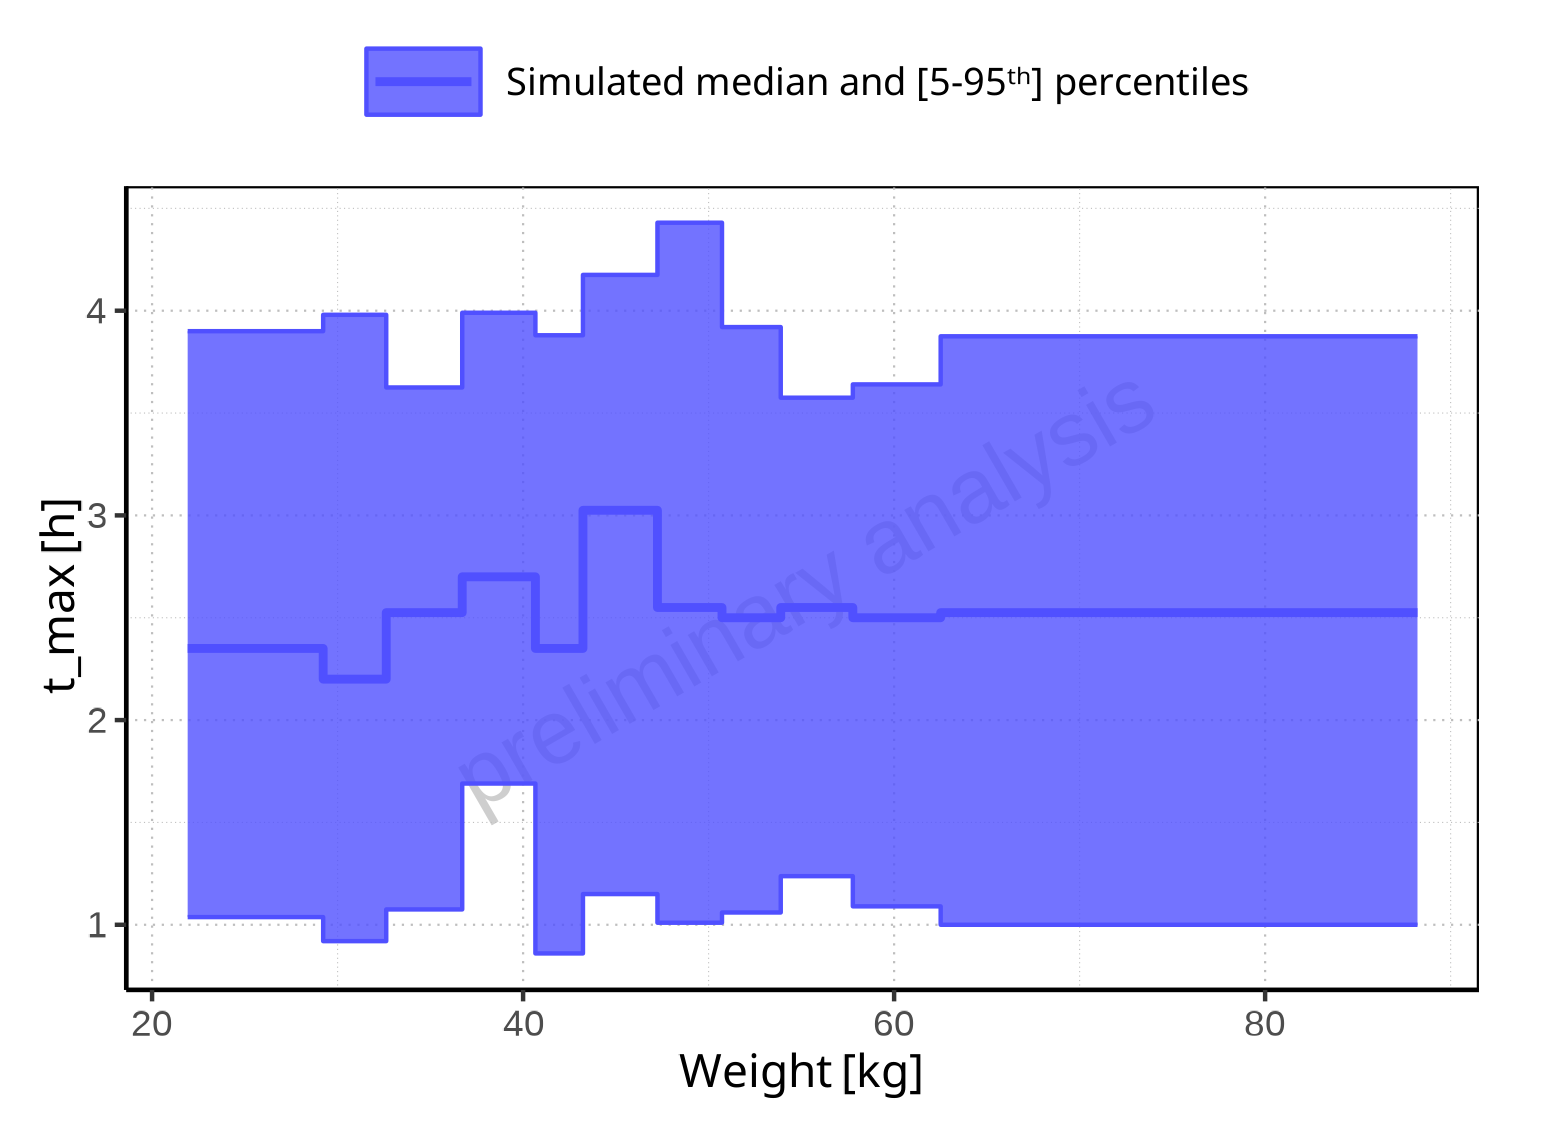 Simulated median and [5-95ᵗʰ] percentiles
4
3
2
1
t_max [h]
preliminary analysis
20 40 60 80
Weight [kg]